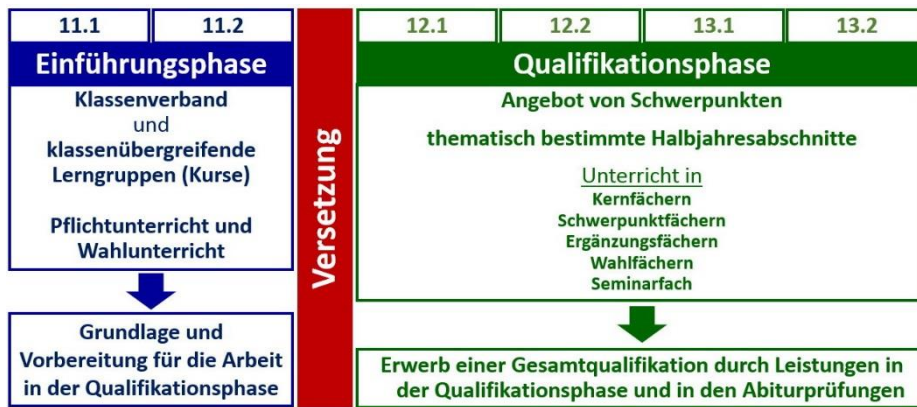 11.1 11.2
Einführungsphase
Klassenverband
und
klassenübergreifende
Lerngruppen (Kurse)
Pflichtunterricht und
Wahlunterricht
Grundlage und
Vorbereitung für die Arbeit
in der Qualifikationsphase
Versetzung
12.1 12.2 13.1 13.2
Qualifikationsphase
Angebot von Schwerpunkten
thematisch bestimmte Halbjahresabschnitte
Unterricht in
Kernfächern
Schwerpunktfächern
Ergänzungsfächern
Wahlfächern
Seminarfach
Erwerb einer Gesamtqualifikation durch Leistungen in
der Qualifikationsphase und in den Abiturprüfungen